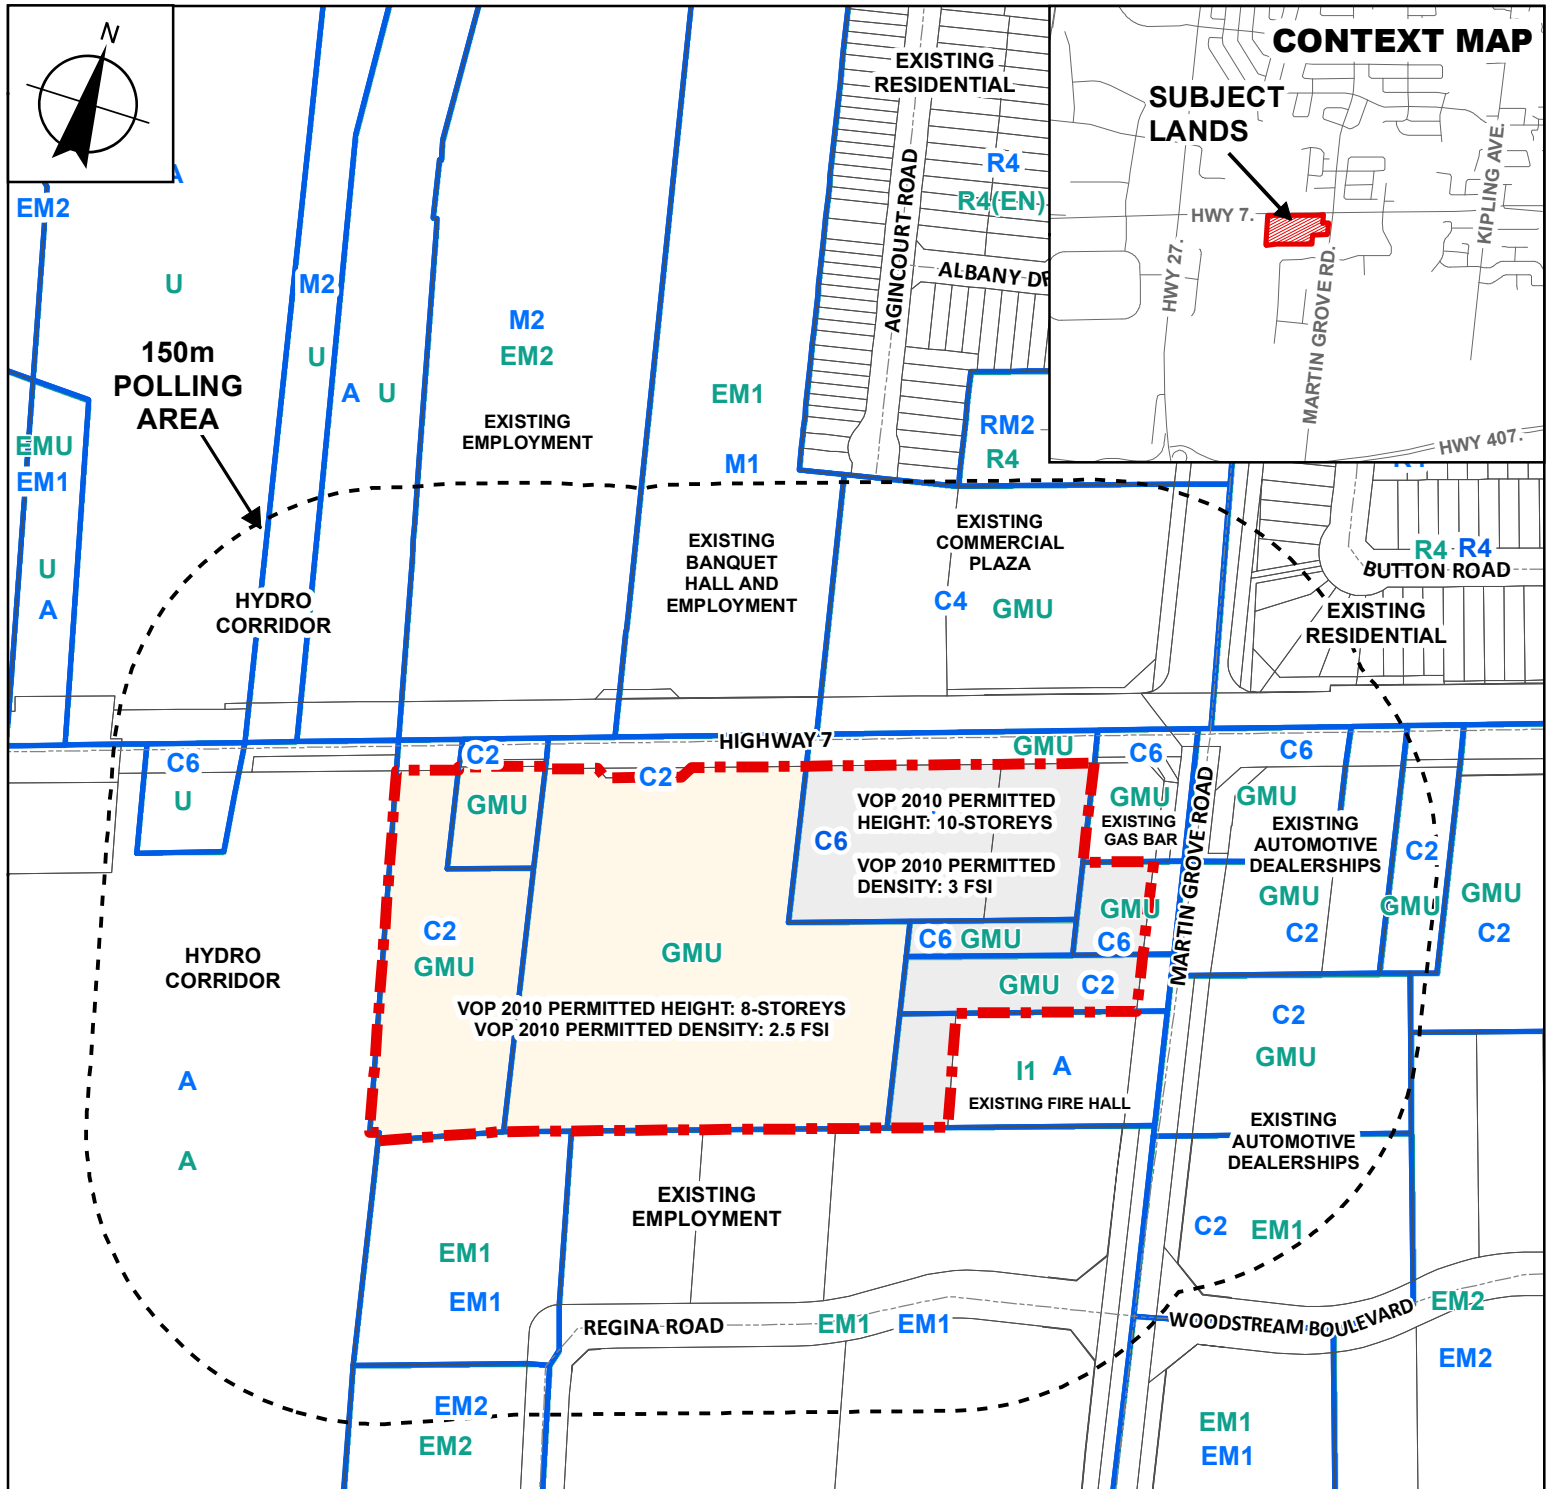 N
CONTEXT MAP
SUBJECT
LANDS
HWY 7.
HWY 27.
MARTIN GROVE RD.
KIPLING AVE.
HWY 407.
EXISTING
RESIDENTIAL
AGINCOURT ROAD
R4
R4(EN)
ALBANY DR
A
EM2
U
M2
U
A U
M2
EM2
EXISTING
EMPLOYMENT
EM1
M1
RM2
R4
150m
POLLING
AREA
EMU
EM1
U
A
HYDRO
CORRIDOR
EXISTING
BANQUET
HALL AND
EMPLOYMENT
EXISTING
COMMERCIAL
PLAZA
C4
GMU
R4 R4
BUTTON ROAD
EXISTING
RESIDENTIAL
HIGHWAY 7
C6
U
C2
GMU
C2
GMU
C6
C6
VOP 2010 PERMITTED
HEIGHT: 10-STOREYS
C6
VOP 2010 PERMITTED
DENSITY: 3 FSI
GMU
EXISTING
GAS BAR
MARTIN GROVE ROAD
GMU
EXISTING
AUTOMOTIVE
DEALERSHIPS
GMU
C2
C2
GMU
GMU
C2
C2
GMU
GMU
C6 GMU
GMU
C6
GMU C2
VOP 2010 PERMITTED HEIGHT: 8-STOREYS
VOP 2010 PERMITTED DENSITY: 2.5 FSI
HYDRO
CORRIDOR
A
A
I1 A
EXISTING FIRE HALL
C2
GMU
EXISTING
AUTOMOTIVE
DEALERSHIPS
C2 EM1
EXISTING
EMPLOYMENT
EM1
EM1
REGINA ROAD
EM1 EM1
WOODSTREAM BOULEVARD
EM2
EM2
EM2
EM2
EM1
EM1